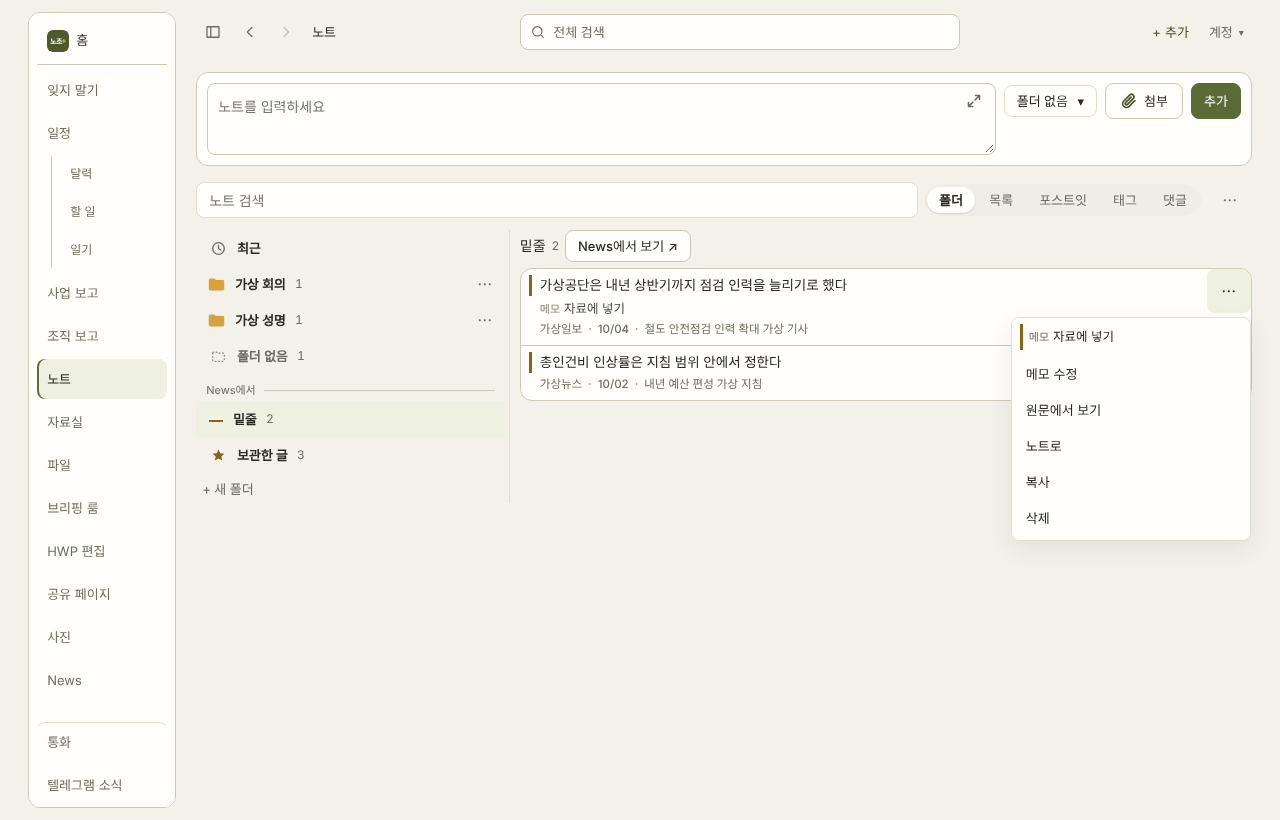 노조 홈
노트
전체 검색
+ 추가
계정 ▾
잊지 말기
일정
달력
할 일
일기
사업 보고
조직 보고
노트
자료실
파일
브리핑 룸
HWP 편집
공유 페이지
사진
News
통화
텔레그램 소식
노트를 입력하세요
폴더 없음 ▾
첨부
추가
노트 검색
폴더
목록
포스트잇
태그
댓글
···
최근
가상 회의 1 ···
가상 성명 1 ···
폴더 없음 1
News에서
밑줄 2
보관한 글 3
+ 새 폴더
밑줄 2 News에서 보기 ↗
가상공단은 내년 상반기까지 점검 인력을 늘리기로 했다
메모 자료에 넣기
가상일보 · 10/04 · 철도 안전점검 인력 확대 가상 기사
···
총인건비 인상률은 지침 범위 안에서 정한다
가상뉴스 · 10/02 · 내년 예산 편성 가상 지침
메모 자료에 넣기
메모 수정
원문에서 보기
노트로
복사
삭제